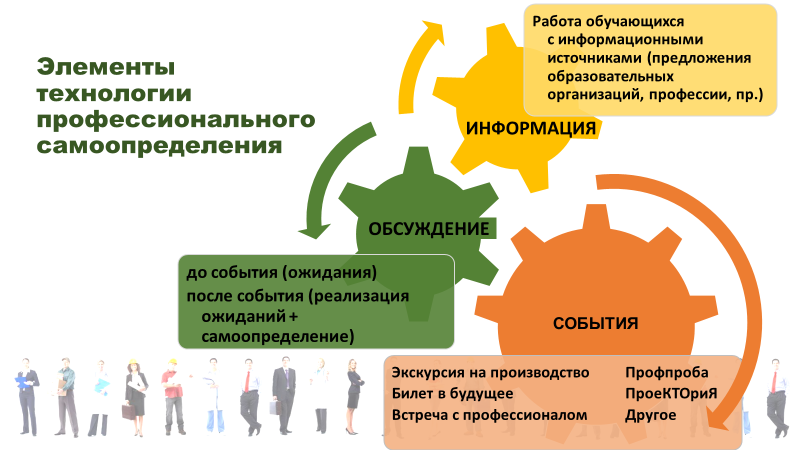 Элементы
технологии
профессионального
самоопределения
Работа обучающихся
с информационными
источниками (предложения
образовательных
организаций, профессии, пр.)
ИНФОРМАЦИЯ
ОБСУЖДЕНИЕ
до события (ожидания)
после события (реализация
ожиданий +
самоопределение)
СОБЫТИЯ
Экскурсия на производство
Билет в будущее
Встреча с профессионалом
Профпроба
ПроеКТОриЯ
Другое